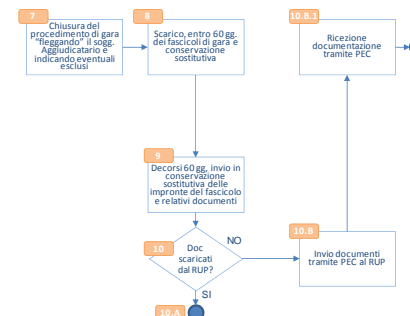 7
Chiusura del
procedimento di gara
"fleggando" il sogg.
Aggiudicatario e
indicando eventuali
esclusi
8
Scarico, entro 60 gg.
dei fascicoli di gara e
conservazione
sostitutiva
10.B.1
Ricezione
documentazione
tramite PEC
9
Decorsi 60 gg, invio in
conservazione
sostitutiva delle
impronte del fascicolo
e relativi documenti
10
Doc
scaricati
dal RUP?
NO
10.B
Invio documenti
tramite PEC al RUP
SI
10.A